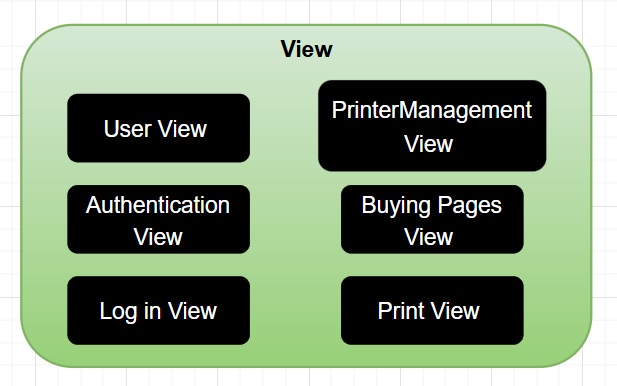 View
User View
PrinterManagement
View
Authentication
View
Buying Pages
View
Log in View
Print View